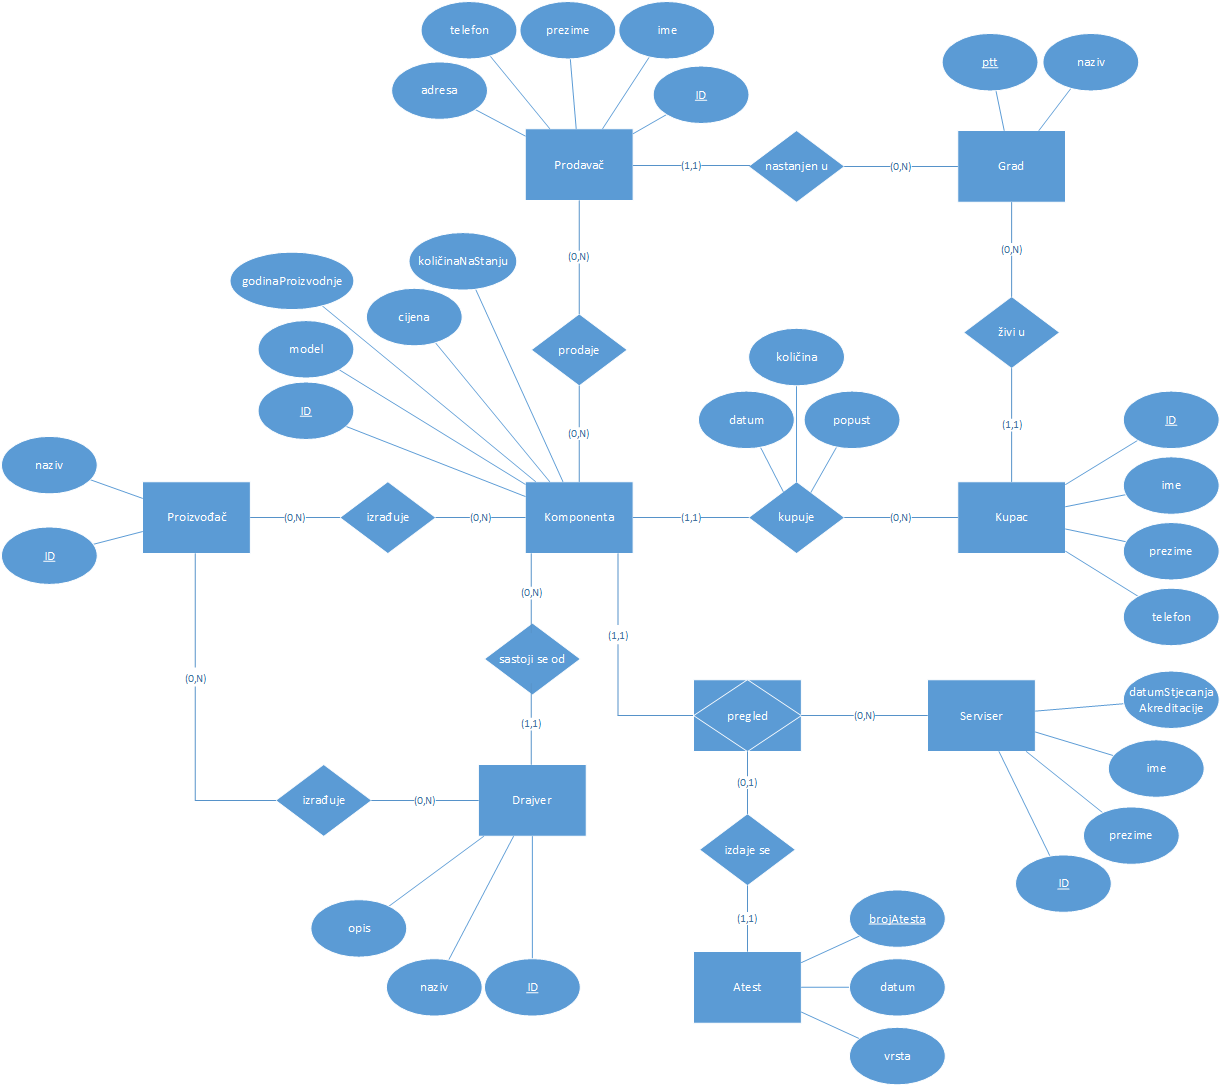 telefon
prezime
ime
adresa
ID
ptt
naziv
Prodavač
(1,1)
nastanjen u
(0,N)
Grad
(0,N)
(0,N)
količinaNaStanju
godinaProizvodnje
cijena
model
ID
prodaje
(0,N)
živi u
(1,1)
količina
datum
popust
ID
ime
prezime
telefon
naziv
ID
Proizvođač
(0,N)
izrađuje
(0,N)
Komponenta
(1,1)
kupuje
(0,N)
Kupac
(0,N)
sastoji se od
(1,1)
(1,1)
(0,N)
pregled
(0,N)
Serviser
datumStjecanja
Akreditacije
ime
prezime
ID
(0,1)
izdaje se
(1,1)
izrađuje
(0,N)
Drajver
opis
naziv
ID
Atest
brojAtesta
datum
vrsta